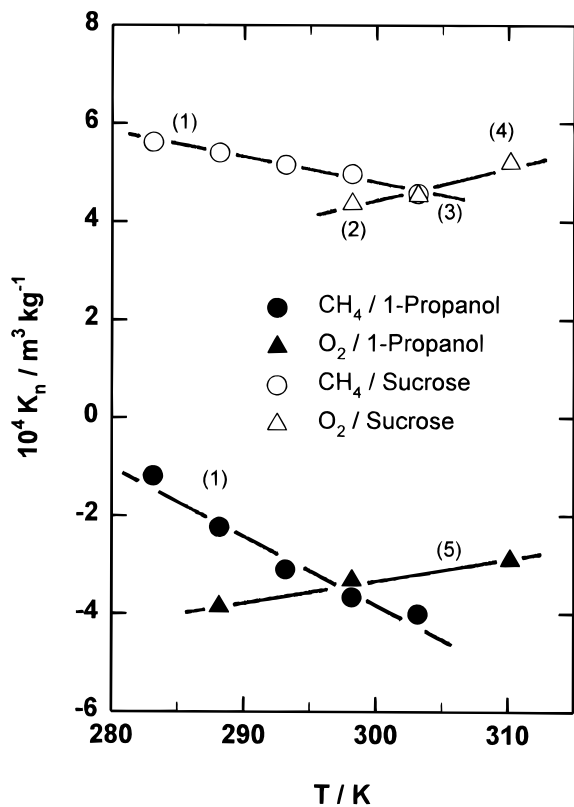 8
6
4
2
0
-2
-4
-6
10⁴ Kₙ / m³ kg⁻¹
(1)
(4)
(2)
(3)
CH₄ / 1-Propanol
O₂ / 1-Propanol
CH₄ / Sucrose
O₂ / Sucrose
(1)
(5)
280 290 300 310
T / K